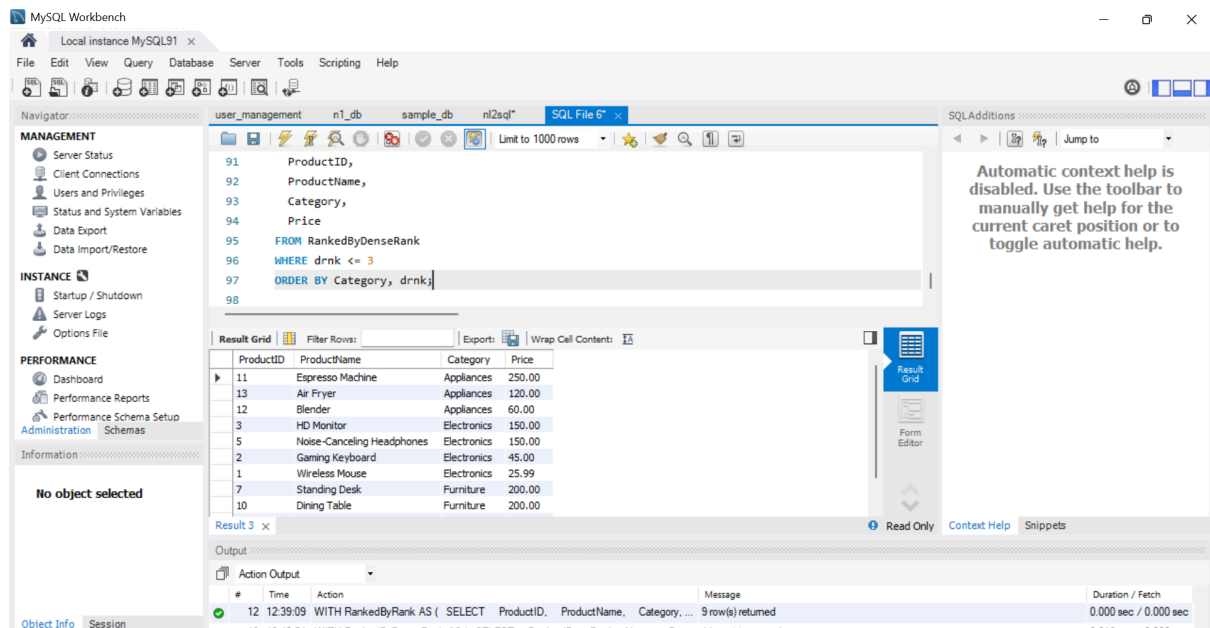 MySQL Workbench
Local instance MySQL91
File Edit View Query Database Server Tools Scripting Help
Navigator
MANAGEMENT
Server Status
Client Connections
Users and Privileges
Status and System Variables
Data Export
Data Import/Restore
INSTANCE
Startup / Shutdown
Server Logs
Options File
PERFORMANCE
Dashboard
Performance Reports
Performance Schema Setup
Administration Schemas
Information
No object selected
Object Info Session
user_management n1_db sample_db nl2sql* SQL File 6*
Limit to 1000 rows
91 ProductID,
92 ProductName,
93 Category,
94 Price
95 FROM RankedByDenseRank
96 WHERE drnk <= 3
97 ORDER BY Category, drnk;
98
Result Grid Filter Rows: Export: Wrap Cell Content:
ProductID ProductName Category Price
11 Espresso Machine Appliances 250.00
13 Air Fryer Appliances 120.00
12 Blender Appliances 60.00
3 HD Monitor Electronics 150.00
5 Noise-Canceling Headphones Electronics 150.00
2 Gaming Keyboard Electronics 45.00
1 Wireless Mouse Electronics 25.99
7 Standing Desk Furniture 200.00
10 Dining Table Furniture 200.00
Result
Grid
Form
Editor
Result 3
Read Only
SQLAdditions
Jump to
Automatic context help is
disabled. Use the toolbar to
manually get help for the
current caret position or to
toggle automatic help.
Context Help Snippets
Output
Action Output
# Time Action Message Duration / Fetch
12 12:39:09 WITH RankedByRank AS ( SELECT ProductID, ProductName, Category, ... 9 row(s) returned 0.000 sec / 0.000 sec